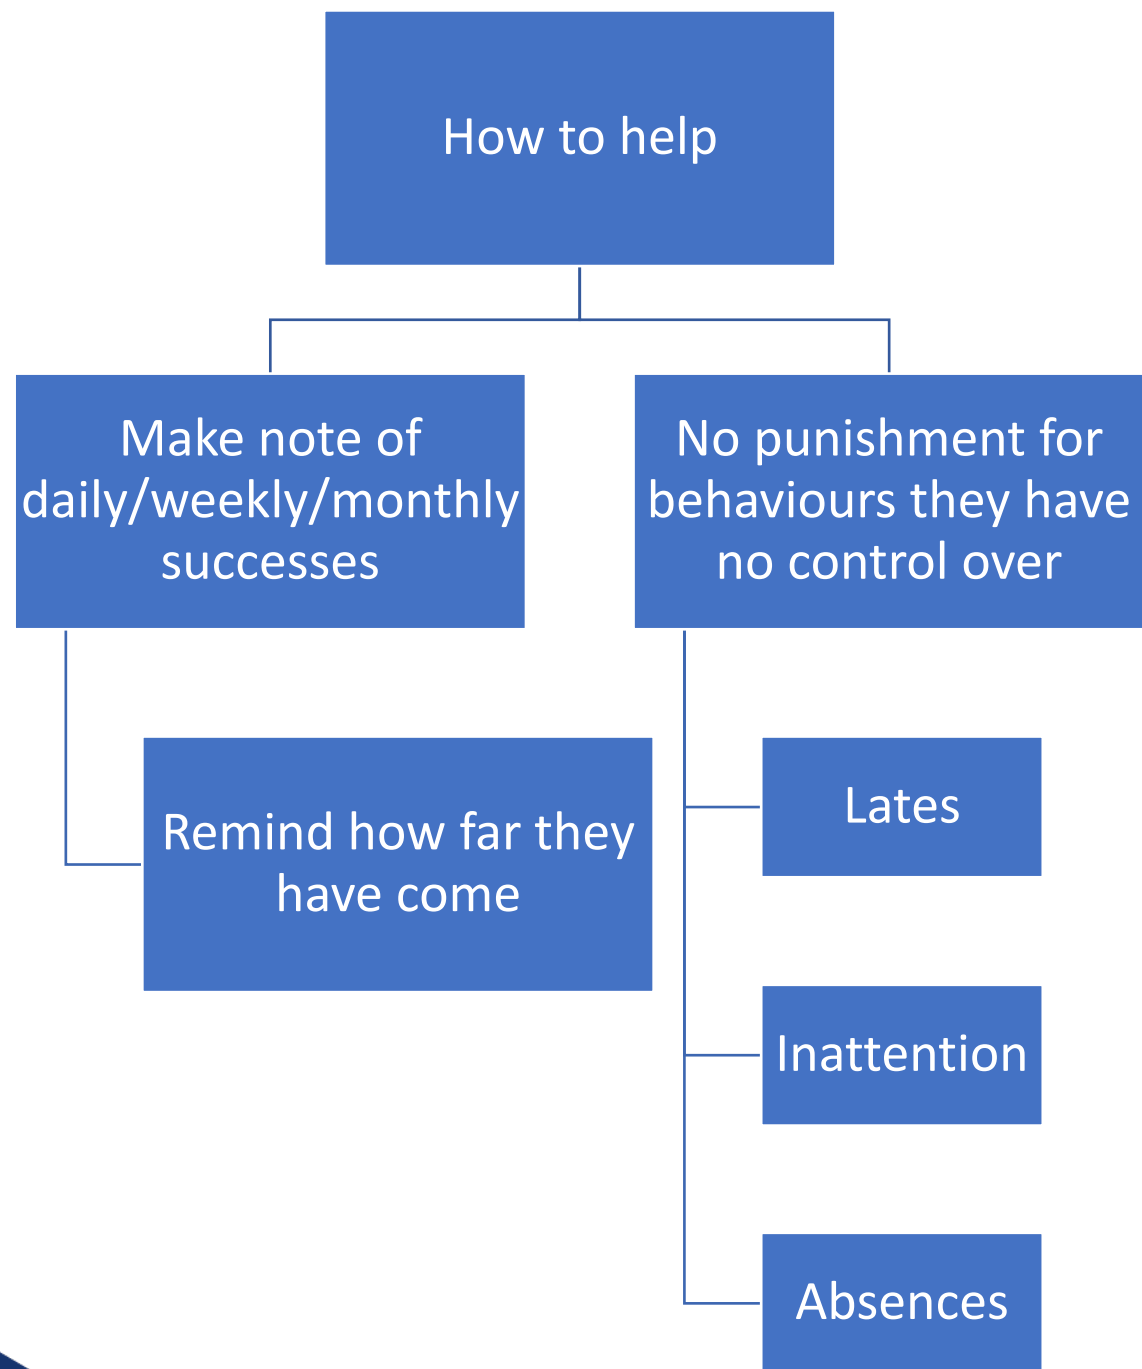 How to help
Make note of
daily/weekly/monthly
successes
Remind how far they
have come
No punishment for
behaviours they have
no control over
Lates
Inattention
Absences